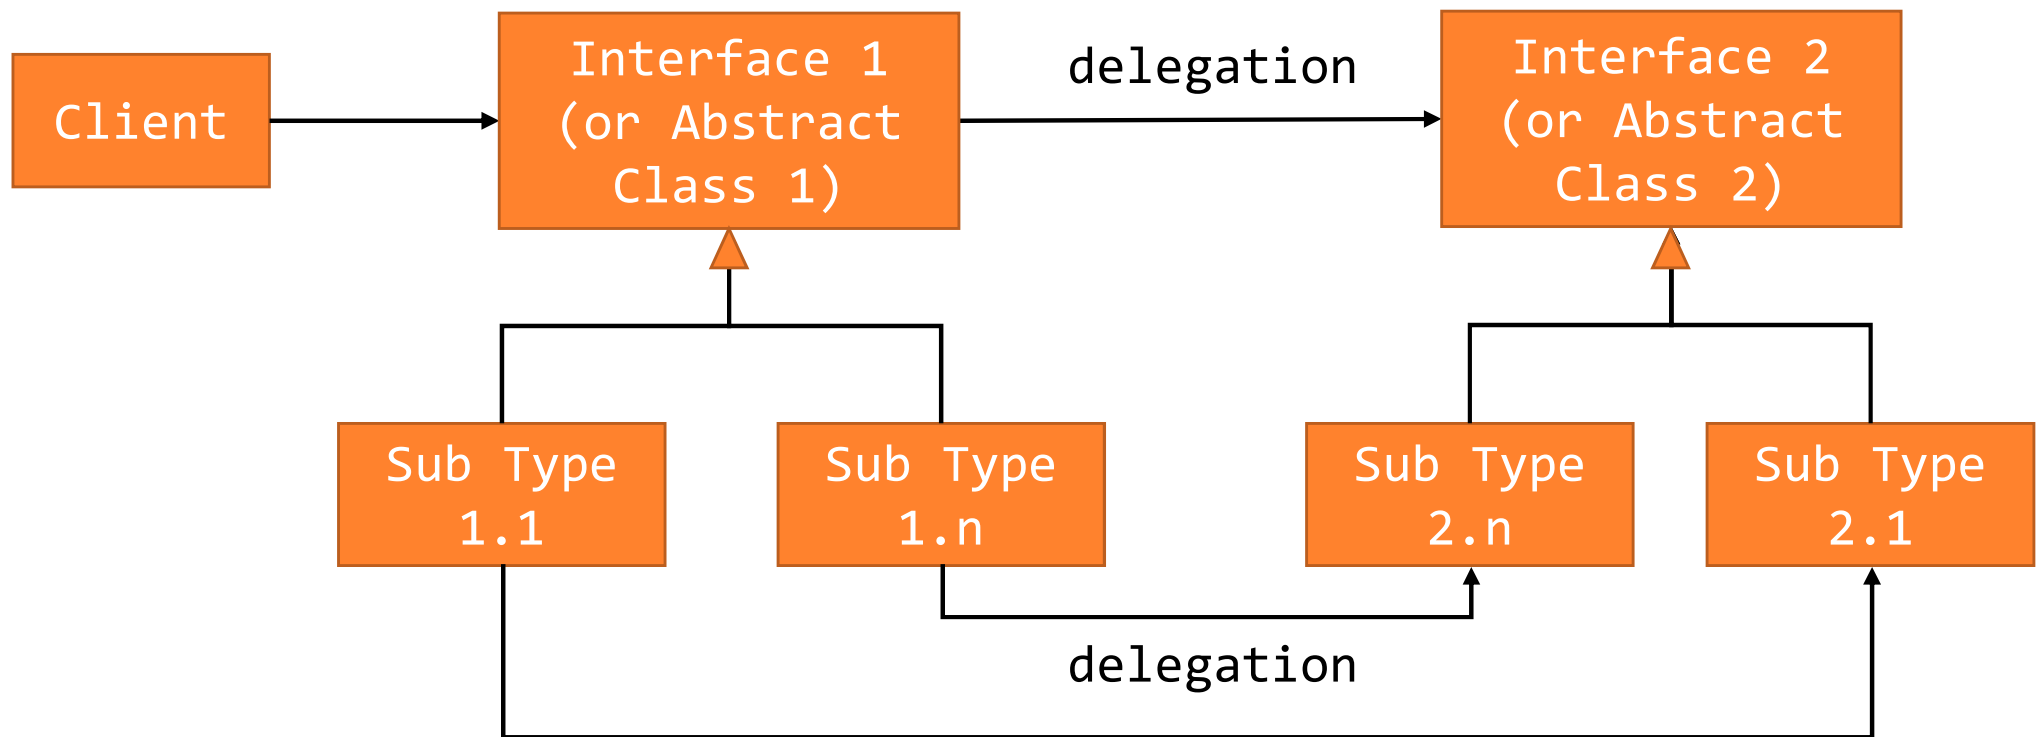 Client
Interface 1
(or Abstract
Class 1)
delegation
Interface 2
(or Abstract
Class 2)
Sub Type
1.1
Sub Type
1.n
Sub Type
2.n
Sub Type
2.1
delegation